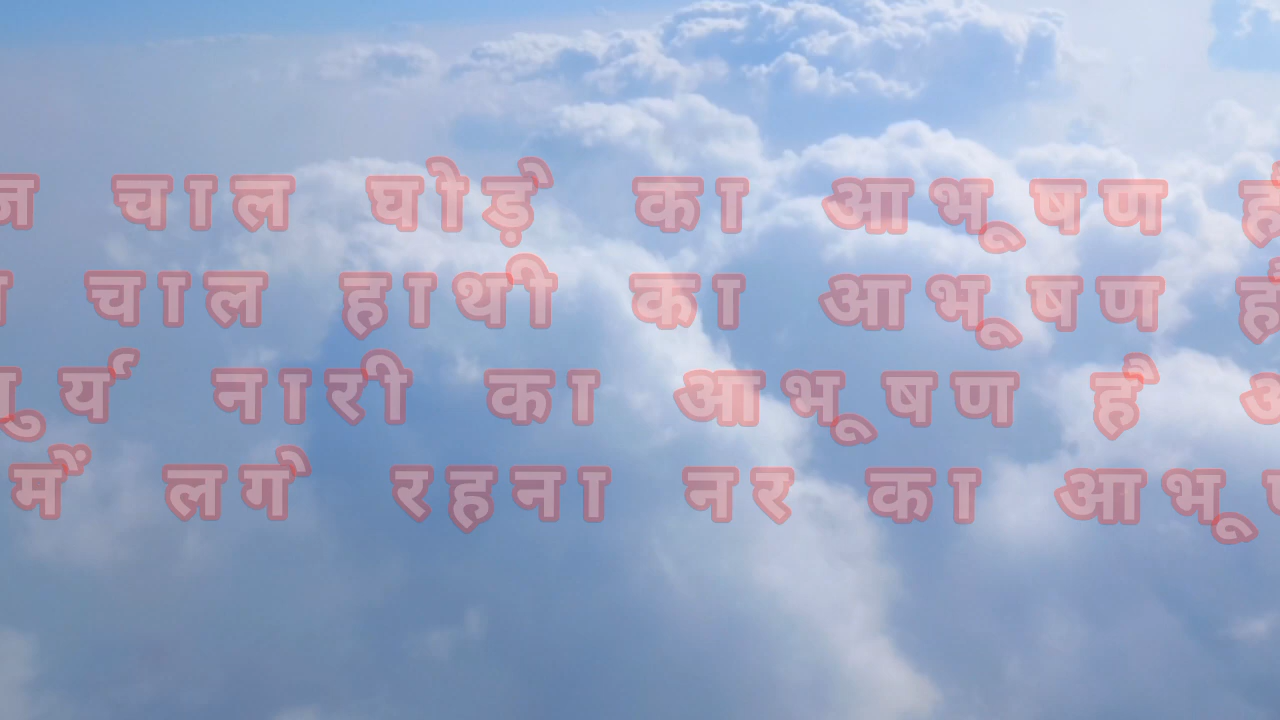 चाल घोड़े का आभूषण
चाल हाथी का आभूषण
नारी का आभूषण है
में लगे रहना नर का